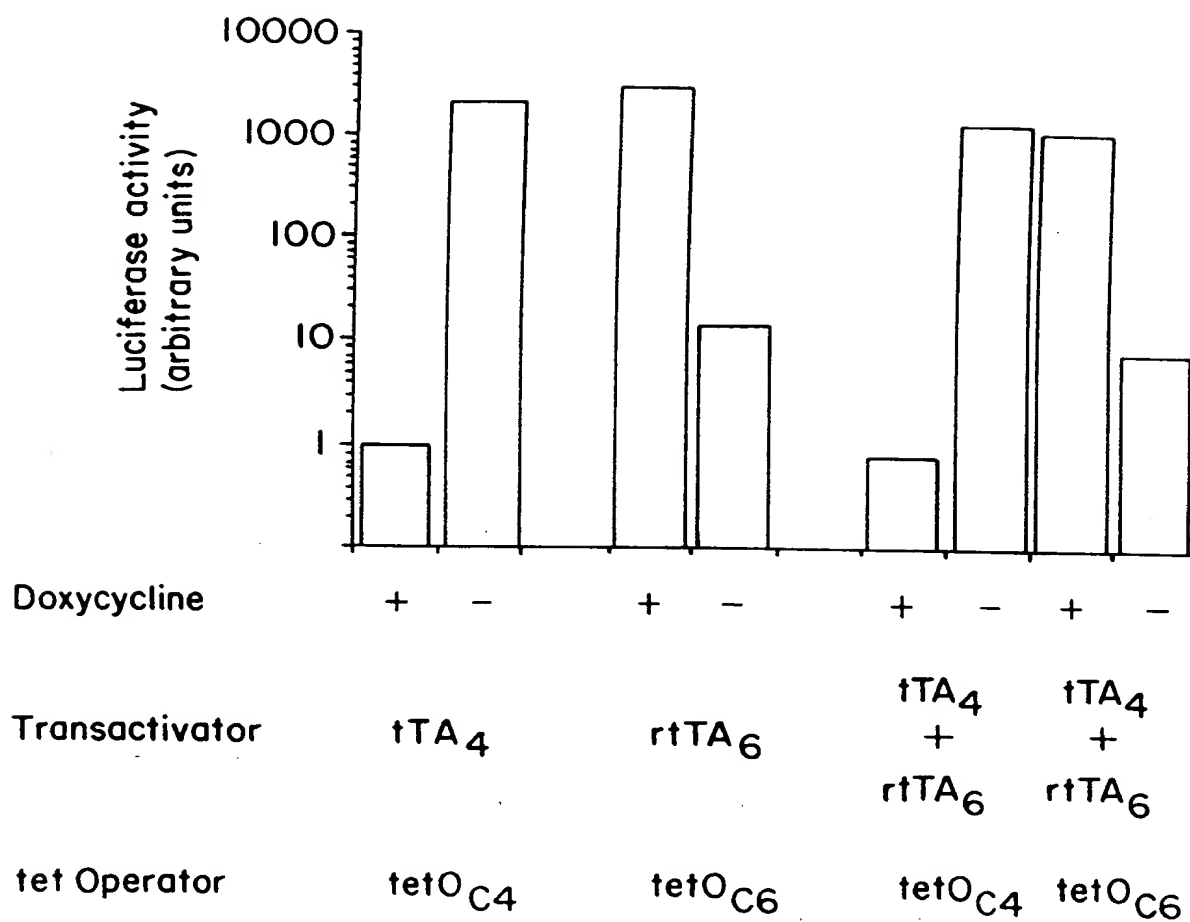 10000
1000
100
10
1
Luciferase activity
(arbitrary units)
Doxycycline + − + − + − + −
Transactivator tTA4 rtTA6 tTA4 + rtTA6 tTA4 + rtTA6
tet Operator tetOC4 tetOC6 tetOC4 tetOC6